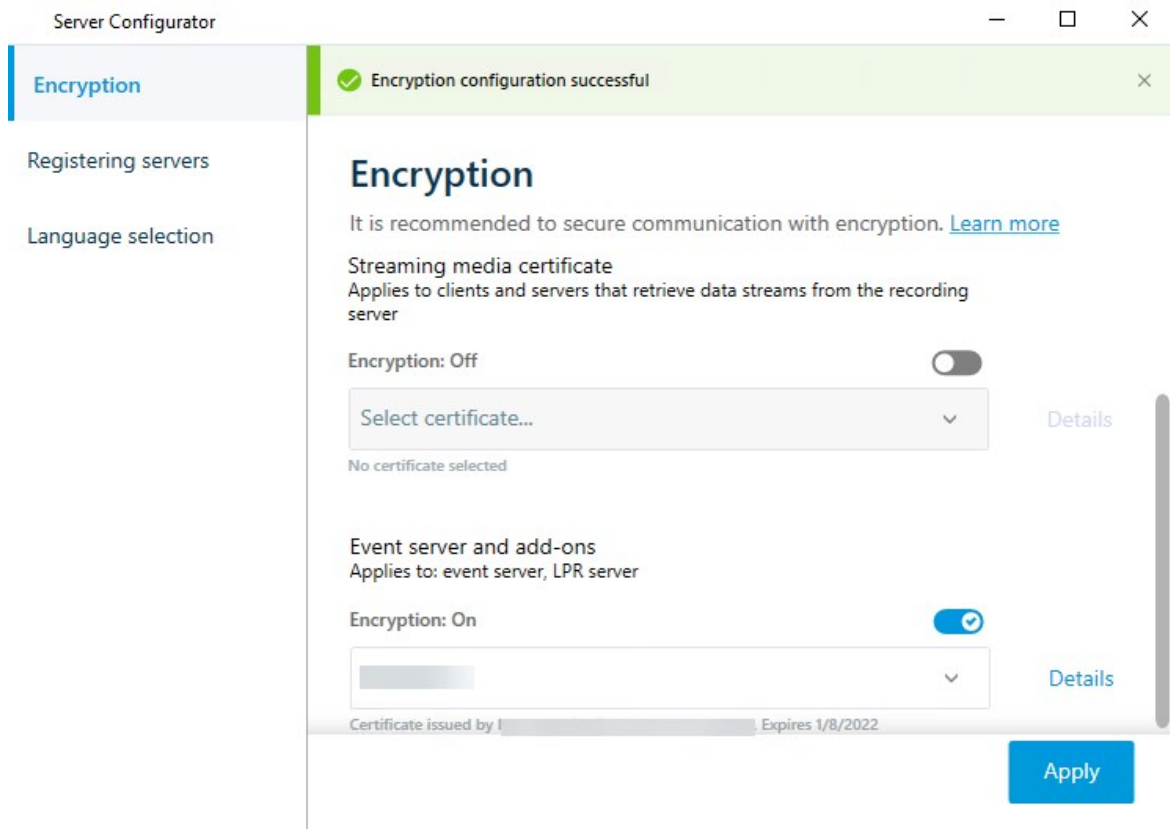 Server Configurator
Encryption
Registering servers
Language selection
Encryption configuration successful
Encryption
It is recommended to secure communication with encryption. Learn more
Streaming media certificate
Applies to clients and servers that retrieve data streams from the recording
server
Encryption: Off
Select certificate...
Details
No certificate selected
Event server and add-ons
Applies to: event server, LPR server
Encryption: On
Details
Certificate issued by
Expires 1/8/2022
Apply